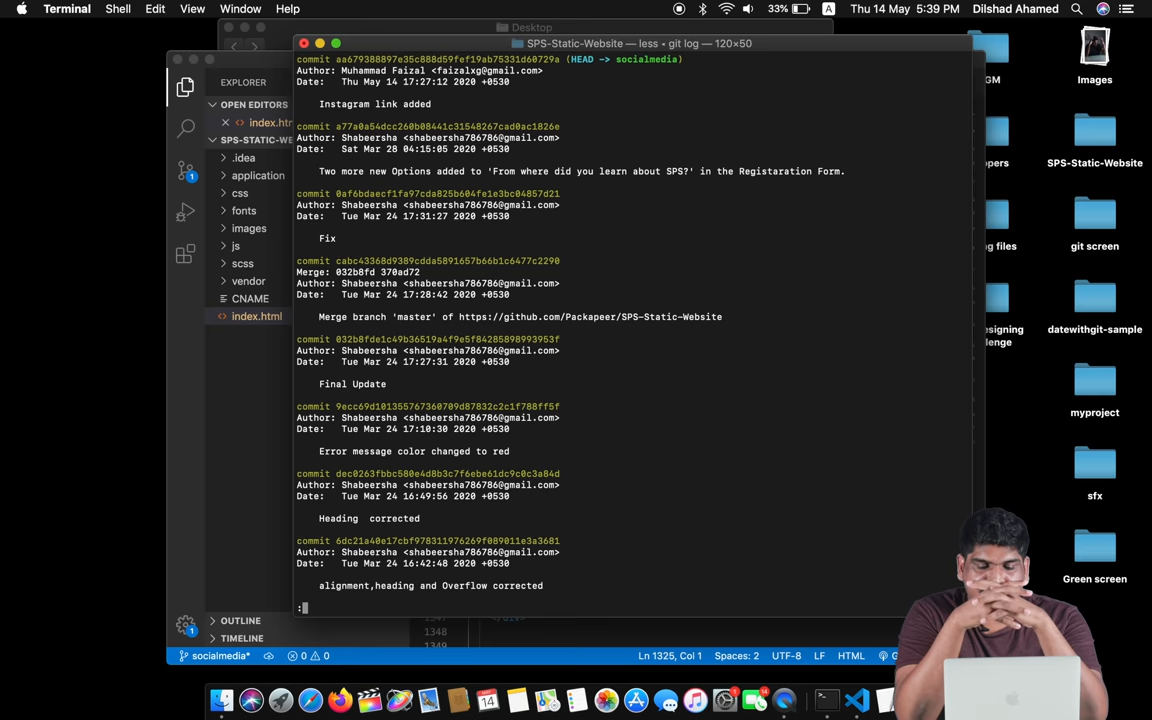 Terminal Shell Edit View Window Help 33% A Thu 14 May 5:39 PM Dilshad Ahamed
Desktop
SPS-Static-Website — less • git log — 120×50
commit aa679388897e35c888d59fef19ab75331d60729a (HEAD -> socialmedia)
Author: Muhammad Faizal <faizalxg@gmail.com>
Date: Thu May 14 17:27:12 2020 +0530
Instagram link added
commit a77a0a54dcc260b08441c31548267cad0ac1826e
Author: Shabeersha <shabeersha786786@gmail.com>
Date: Sat Mar 28 04:15:05 2020 +0530
Two more new Options added to 'From where did you learn about SPS?' in the Registaration Form.
commit 0af6bdaecf1fa97cda825b604fe1e3bc04857d21
Author: Shabeersha <shabeersha786786@gmail.com>
Date: Tue Mar 24 17:31:27 2020 +0530
Fix
commit cabc43368d9389cdda5891657b66b1c6477c2290
Merge: 032b8fd 370ad72
Author: Shabeersha <shabeersha786786@gmail.com>
Date: Tue Mar 24 17:28:42 2020 +0530
Merge branch 'master' of https://github.com/Packapeer/SPS-Static-Website
commit 032b8fde1c49b36519a4f9e5f84285898993953f
Author: Shabeersha <shabeersha786786@gmail.com>
Date: Tue Mar 24 17:27:31 2020 +0530
Final Update
commit 9ecc69d101355767360709d87832c2c1f788ff5f
Author: Shabeersha <shabeersha786786@gmail.com>
Date: Tue Mar 24 17:10:30 2020 +0530
Error message color changed to red
commit dec0263fbbc580e4d8b3c7f6ebe61dc9c0c3a84d
Author: Shabeersha <shabeersha786786@gmail.com>
Date: Tue Mar 24 16:49:56 2020 +0530
Heading corrected
commit 6dc21a40e17cbf978311976269f089011e3a3681
Author: Shabeersha <shabeersha786786@gmail.com>
Date: Tue Mar 24 16:42:48 2020 +0530
alignment,heading and Overflow corrected
:
EXPLORER
OPEN EDITORS
index.htm
SPS-STATIC-WE
.idea
application
css
fonts
images
js
scss
vendor
CNAME
index.html
OUTLINE
TIMELINE
1348
1349
</div>
socialmedia* 0 0 Ln 1325, Col 1 Spaces: 2 UTF-8 LF HTML
GM
Images
opers
SPS-Static-Website
ng files
git screen
esigning
lenge
datewithgit-sample
myproject
sfx
Green screen